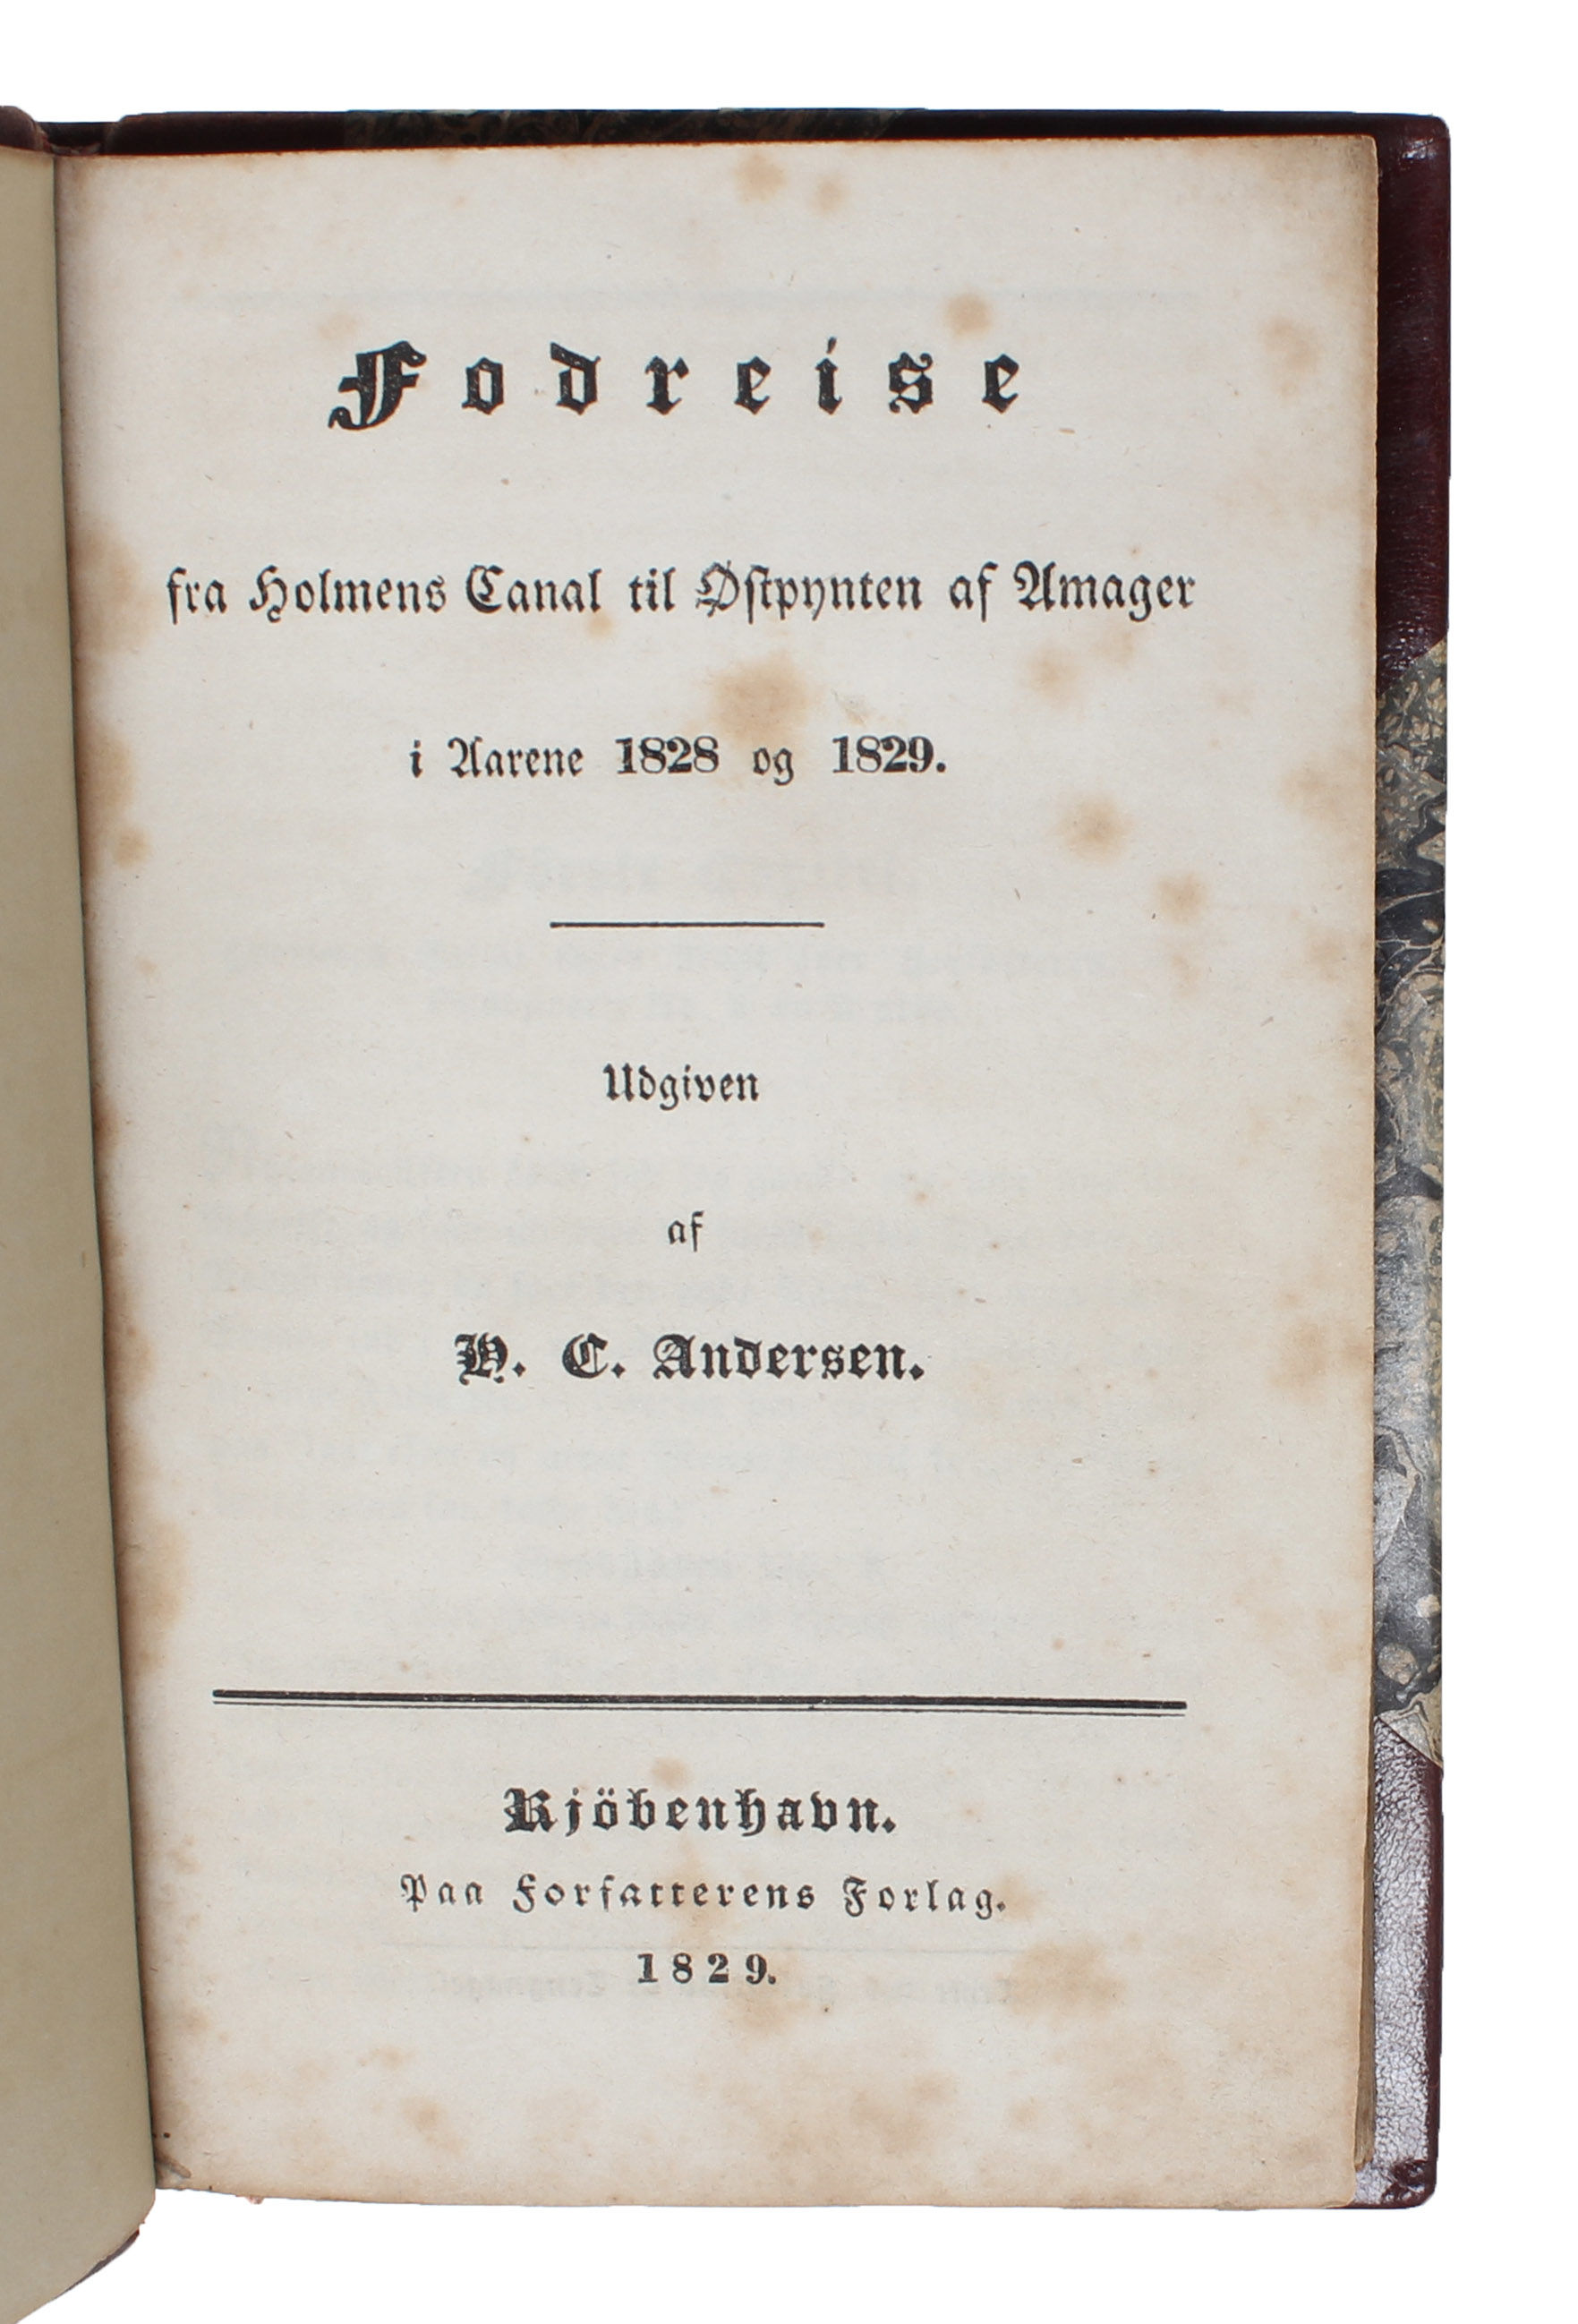 Fodreise
fra Holmens Canal til Østpynten af Amager
i Aarene 1828 og 1829.
Udgiven
af
H. C. Andersen.
Kjöbenhavn.
Paa Forfatterens Forlag.
1829.